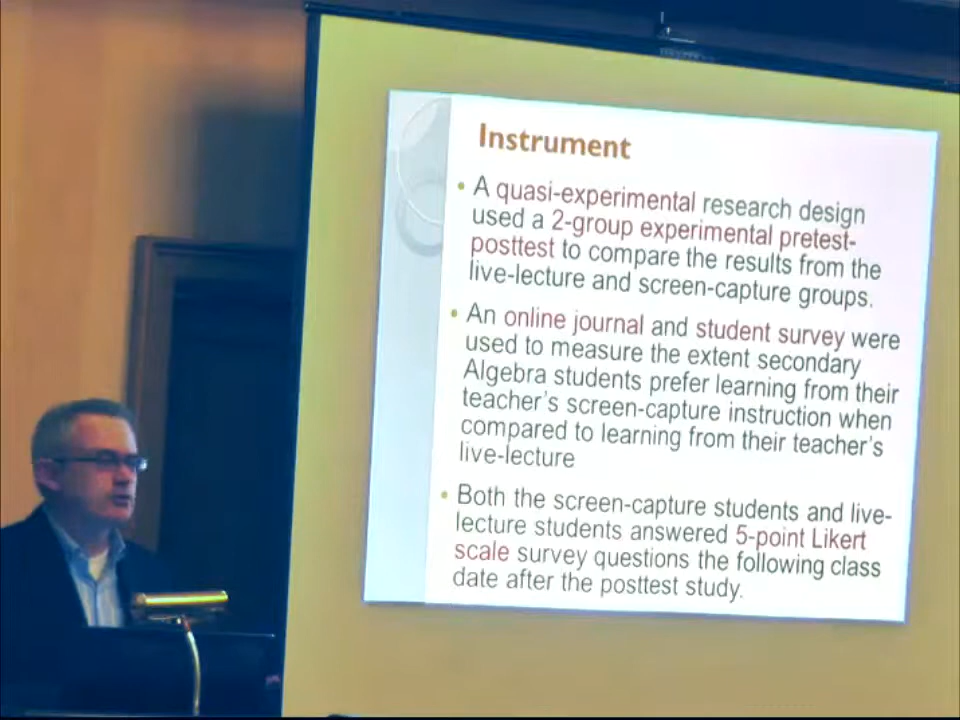 Instrument
• A quasi-experimental research design
used a 2-group experimental pretest-
posttest to compare the results from the
live-lecture and screen-capture groups.
• An online journal and student survey were
used to measure the extent secondary
Algebra students prefer learning from their
teacher's screen-capture instruction when
compared to learning from their teacher's
live-lecture
• Both the screen-capture students and live-
lecture students answered 5-point Likert
scale survey questions the following class
date after the posttest study.